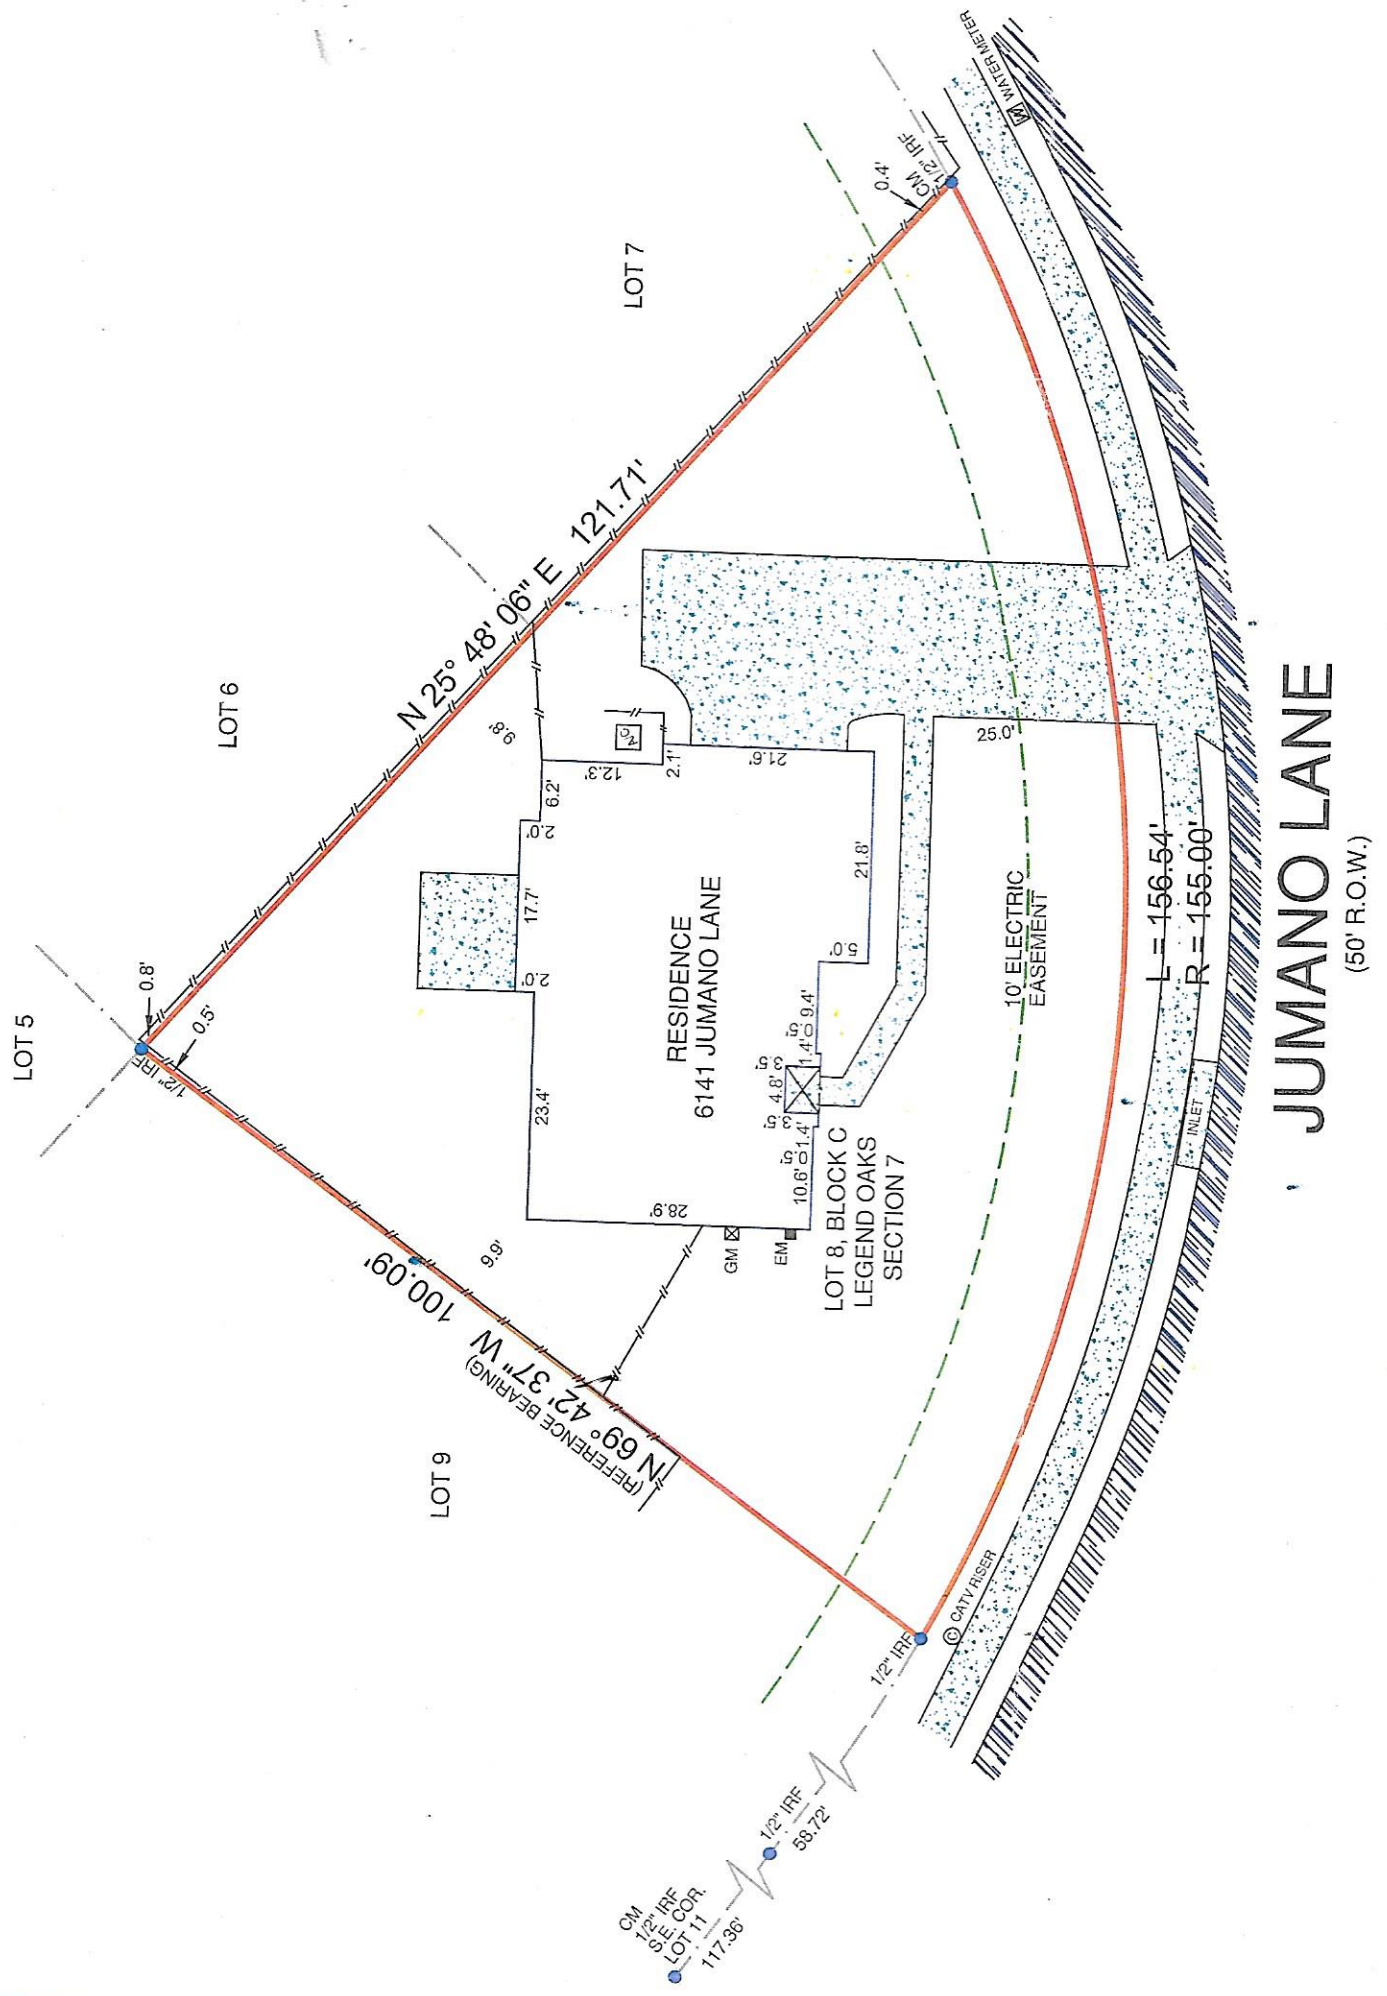 LOT 5
LOT 6
LOT 7
LOT 9
N 25° 48' 06" E 121.71'
N 69° 42' 37" W 100.09'
(REFERENCE BEARING)
1/2" IRF
0.8'
0.5'
CM
1/2" IRF
0.4'
W WATER METER
9.8'
9.9'
A/C
12.3'
6.2'
2.0'
17.7'
2.0'
23.4'
28.9'
2.1'
21.6'
21.8'
5.0'
9.4'
0.5'
1.4'
3.5'
4.8'
3.5'
1.4'
0.5'
10.6'
GM
EM
RESIDENCE
6141 JUMANO LANE
LOT 8, BLOCK C
LEGEND OAKS
SECTION 7
25.0'
10' ELECTRIC
EASEMENT
L = 156.54'
R = 155.00'
INLET
© CATV RISER
1/2" IRF
1/2" IRF
58.72'
CM
1/2" IRF
S.E. COR.
LOT 11
117.36'
JUMANO LANE
(50' R.O.W.)